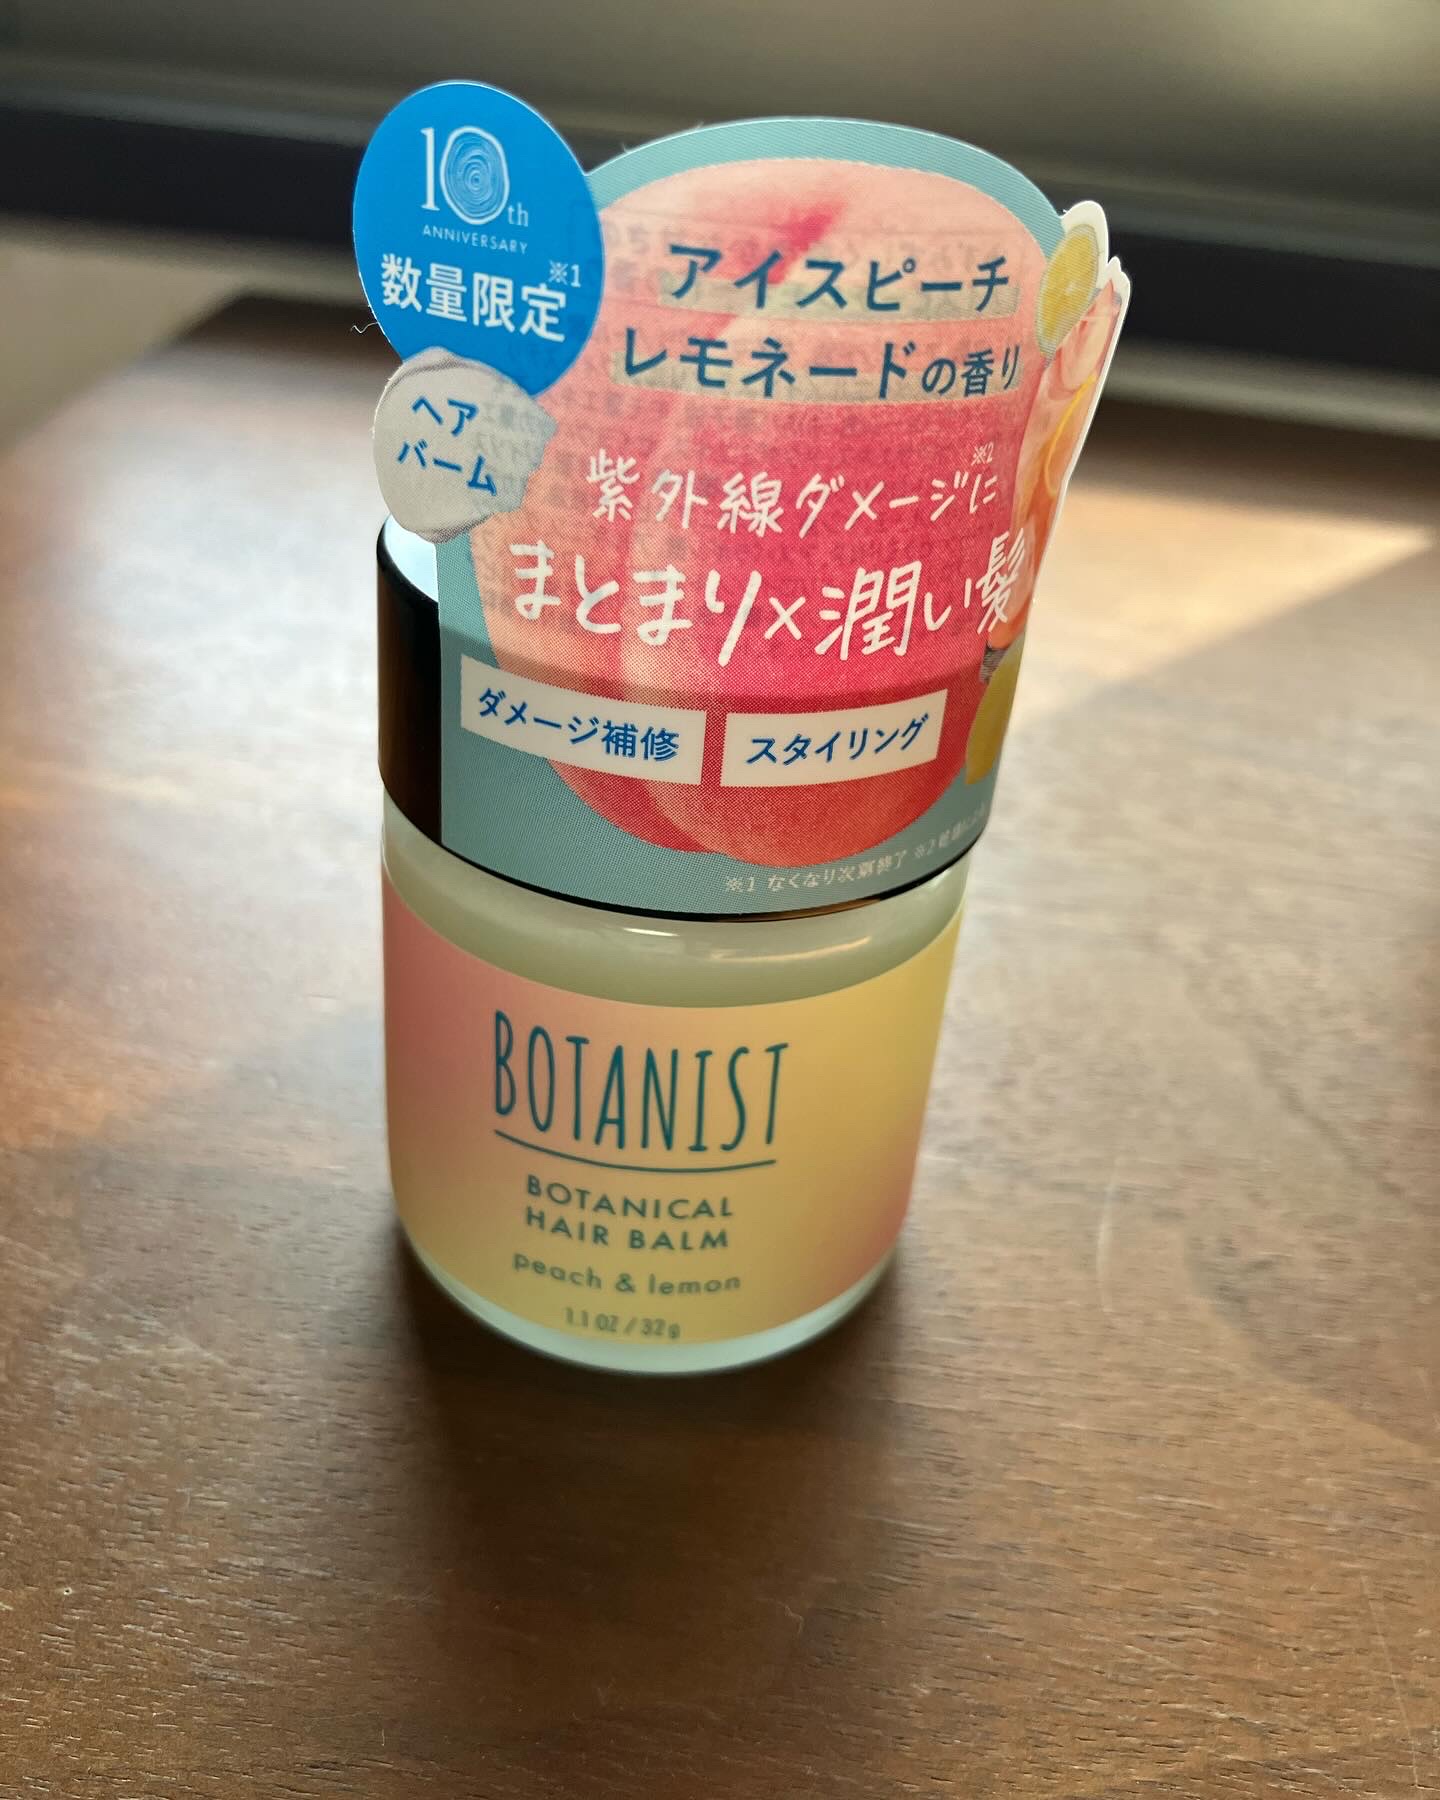 10th
ANNIVERSARY
数量限定※1
ヘア
バーム
アイスピーチ
レモネードの香り
紫外線ダメージに※2
まとまり×潤い髪
ダメージ補修
スタイリング
※1 なくなり次第終了 ※2
BOTANIST
BOTANICAL
HAIR BALM
peach & lemon
1.1 OZ / 32g